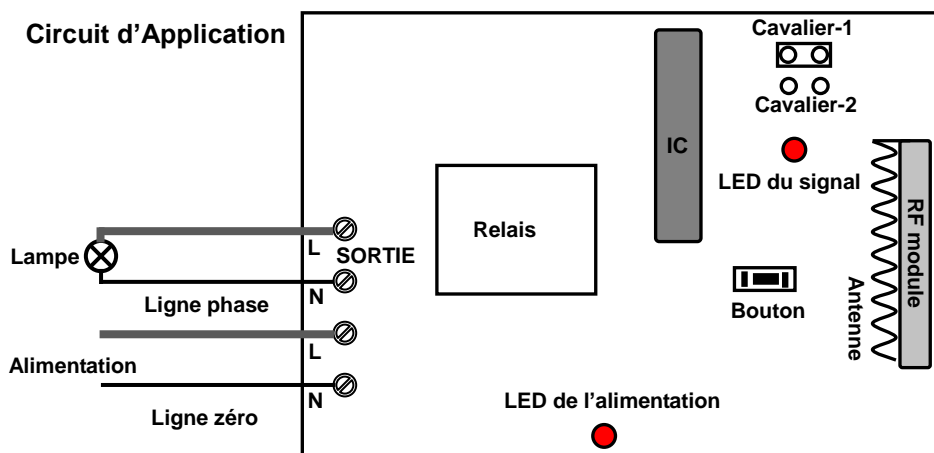 Circuit d'Application
Cavalier-1
Cavalier-2
IC
LED du signal
RF module
Antenne
Relais
Bouton
Lampe
L
SORTIE
N
Ligne phase
L
Alimentation
N
Ligne zéro
LED de l'alimentation